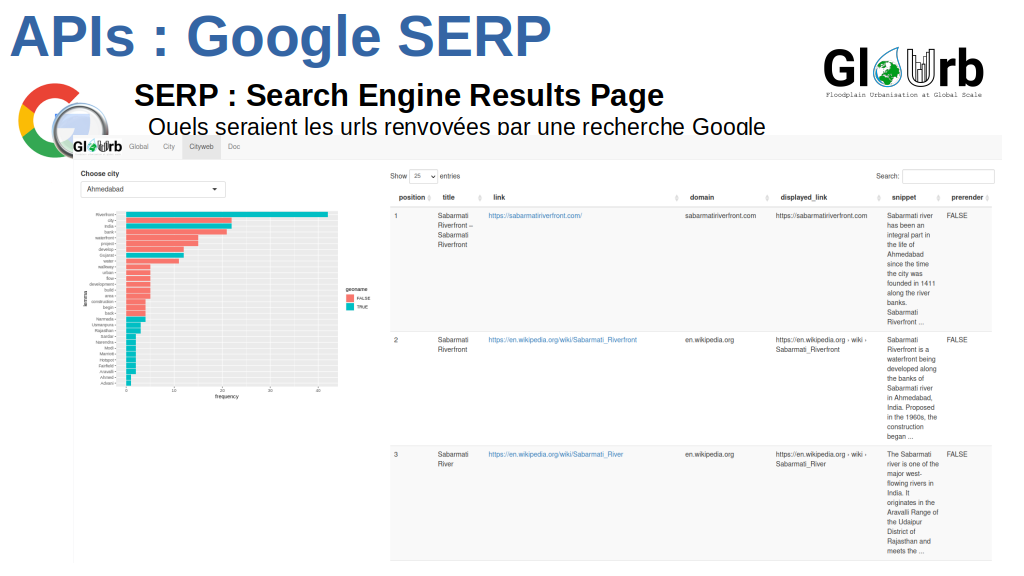 APIs : Google SERP
Gl Urb
Floodplain Urbanisation at Global Scale
SERP : Search Engine Results Page
Quels seraient les urls renvoyées par une recherche Google
Gl Urb Global City Cityweb Doc
Choose city
Ahmedabad
Riverfront
city
india
bank
waterfront
project
develop
Gujarat
water
walkway
urban
flow
development
build
area
construction
begin
back
Narmada
Usmanpura
Rajasthan
Sardar
Narendra
Modi
Marriott
Hotspot
Fairfield
Aravalli
Ahmed
Advani
lemma
0 10 20 30 40
frequency
geoname
FALSE
TRUE
Show 25 entries
Search:
position title link domain displayed_link snippet prerender
1 Sabarmati https://sabarmatiriverfront.com/ sabarmatiriverfront.com https://sabarmatiriverfront.com Sabarmati river FALSE
Riverfront – has been an
Sabarmati integral part in
Riverfront the life of
Ahmedabad
since the time
the city was
founded in 1411
along the river
banks.
Sabarmati
Riverfront ...
2 Sabarmati https://en.wikipedia.org/wiki/Sabarmati_Riverfront en.wikipedia.org https://en.wikipedia.org › wiki › Sabarmati FALSE
Riverfront Sabarmati_Riverfront Riverfront is a
waterfront being
developed along
the banks of
Sabarmati river
in Ahmedabad,
India. Proposed
in the 1960s, the
construction
began ...
3 Sabarmati https://en.wikipedia.org/wiki/Sabarmati_River en.wikipedia.org https://en.wikipedia.org › wiki › The Sabarmati FALSE
River Sabarmati_River river is one of the
major west-
flowing rivers in
India. It
originates in the
Aravalli Range of
the Udaipur
District of
Rajasthan and
meets the ...